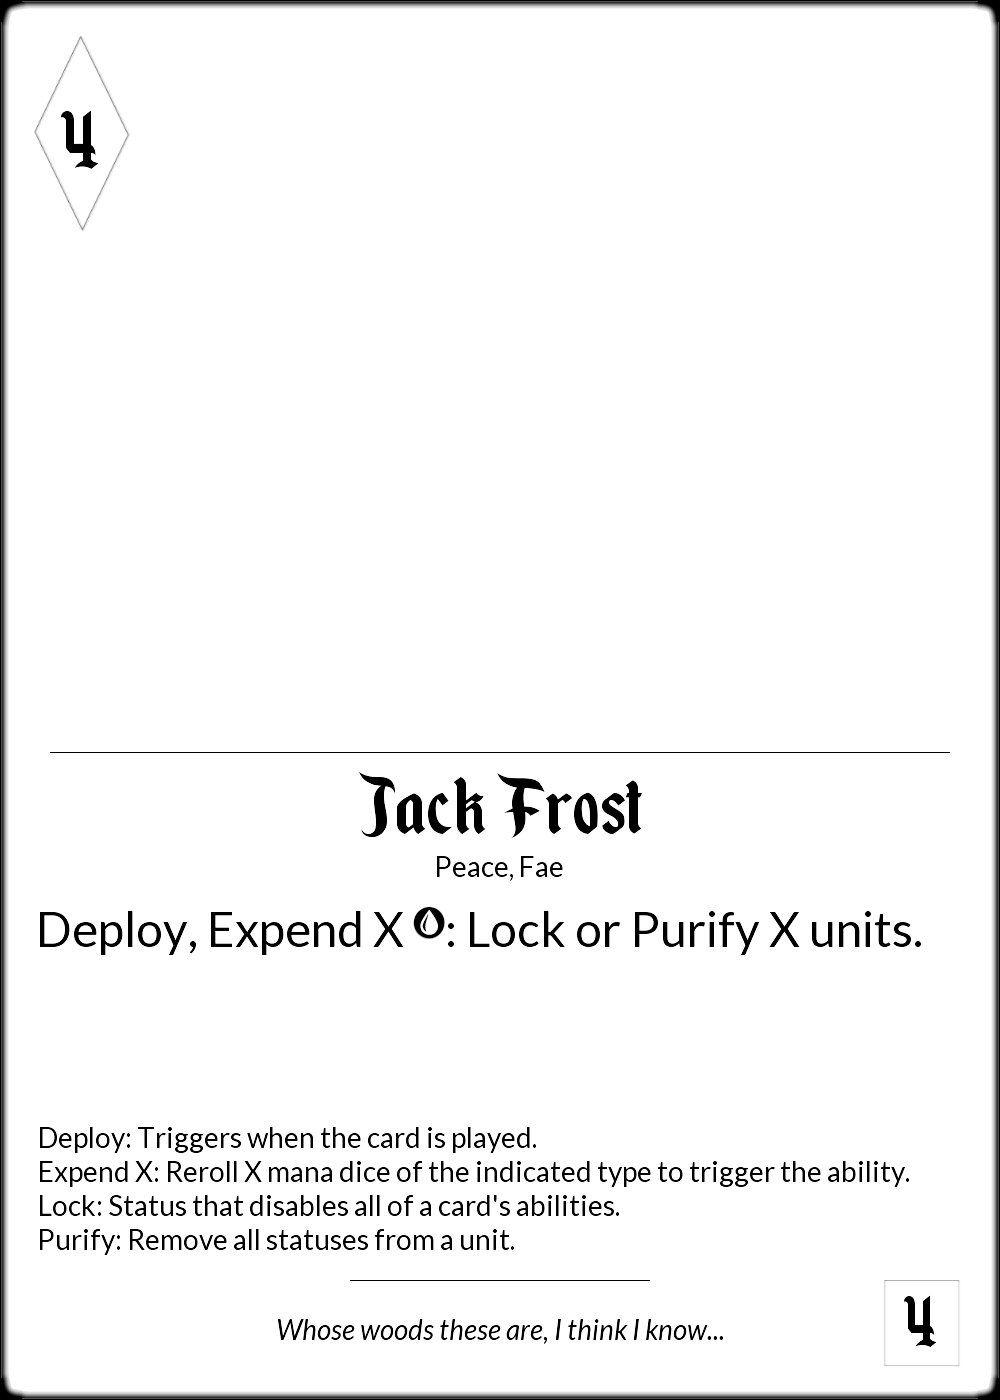 4
Jack Frost
Peace, Fae
Deploy, Expend X : Lock or Purify X units.
Deploy: Triggers when the card is played.
Expend X: Reroll X mana dice of the indicated type to trigger the ability.
Lock: Status that disables all of a card's abilities.
Purify: Remove all statuses from a unit.
Whose woods these are, I think I know...
4